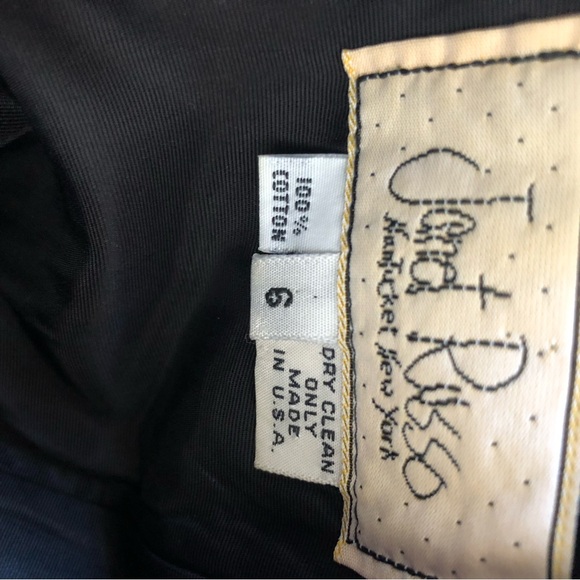 Janet Russo
Nantucket New York
100%
COTTON
6
DRY CLEAN
ONLY
MADE
IN U.S.A.